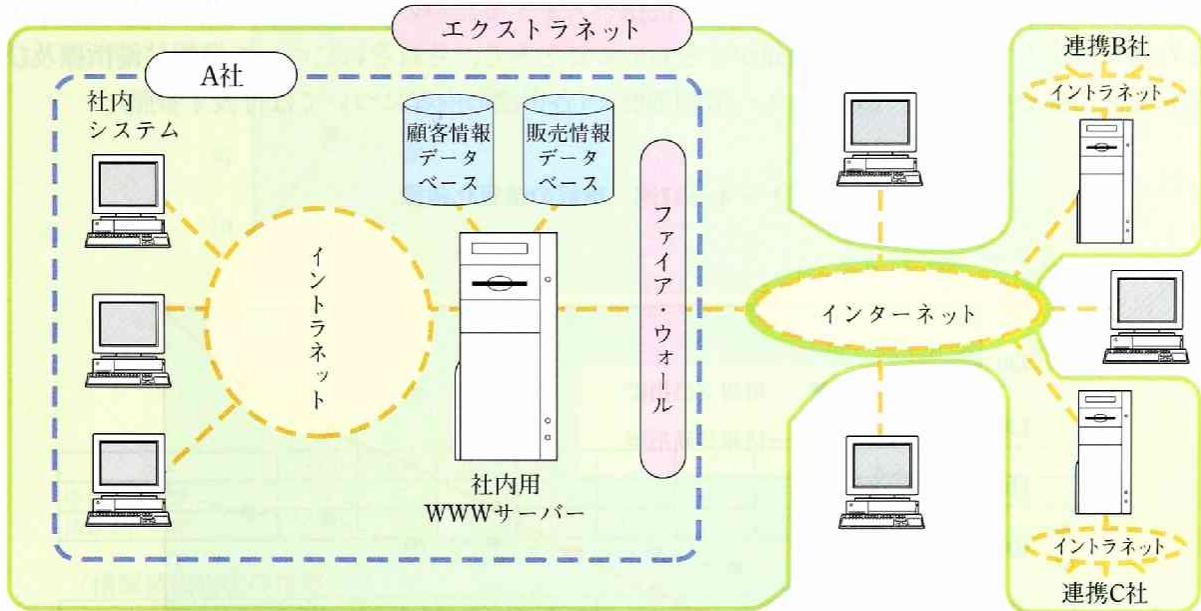 エクストラネット
A社
社内
システム
顧客情報
データ
ベース
販売情報
データ
ベース
イントラネット
ファイア・ウォール
社内用
WWWサーバー
インターネット
連携B社
イントラネット
イントラネット
連携C社